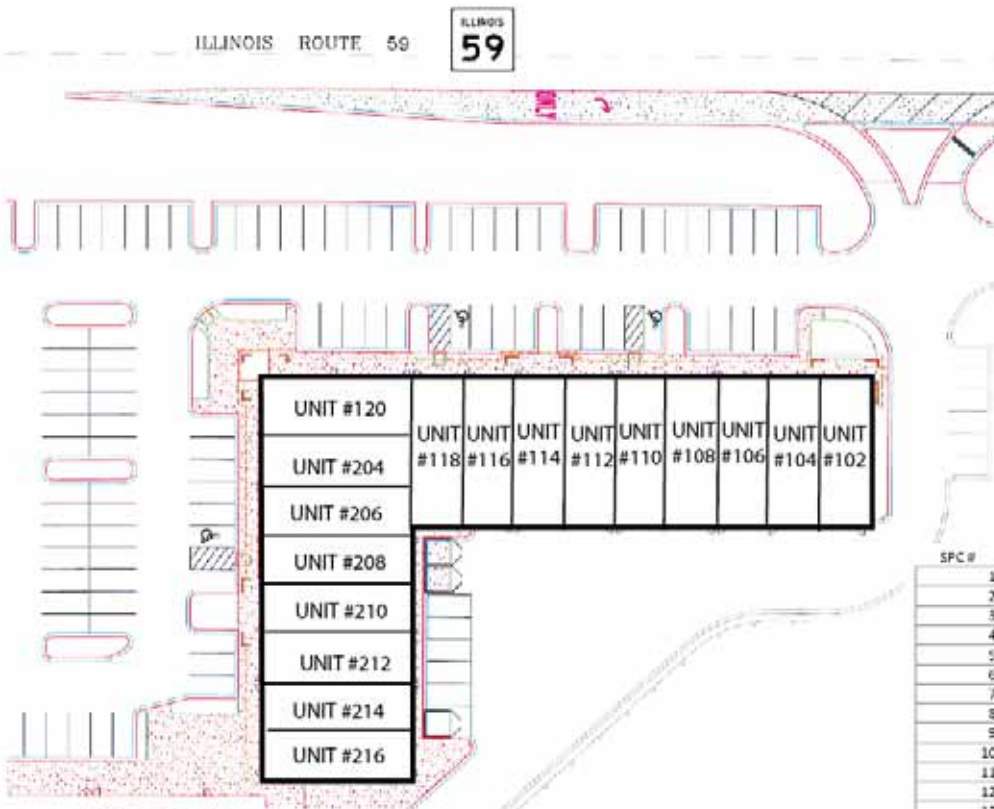 ILLINOIS ROUTE 59
ILLINOIS
59
ONLY
UNIT #120
UNIT #204
UNIT #206
UNIT #208
UNIT #210
UNIT #212
UNIT #214
UNIT #216
UNIT
#118
UNIT
#116
UNIT
#114
UNIT
#112
UNIT
#110
UNIT
#108
UNIT
#106
UNIT
#104
UNIT
#102
SPC #
1
2
3
4
5
6
7
8
9
10
11
12